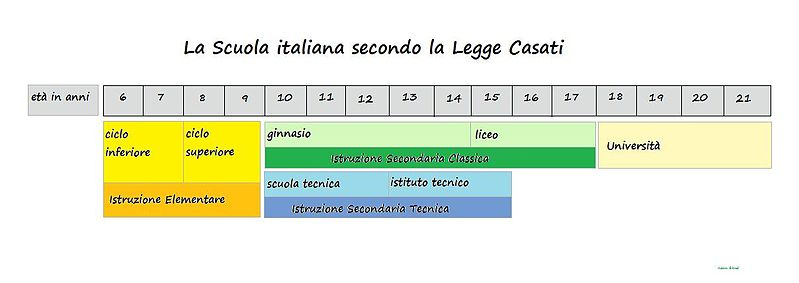 La Scuola italiana secondo la Legge Casati
età in anni 6 7 8 9 10 11 12 13 14 15 16 17 18 19 20 21
ciclo inferiore
ciclo superiore
Istruzione Elementare
ginnasio
liceo
Istruzione Secondaria Classica
scuola tecnica
istituto tecnico
Istruzione Secondaria Tecnica
Università